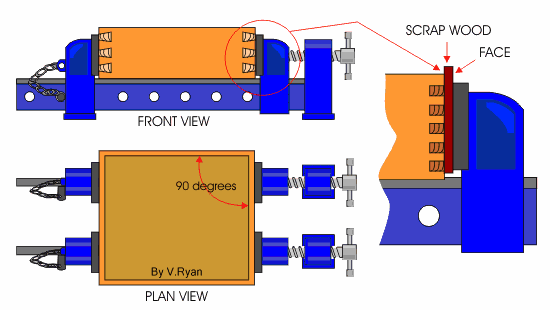 SCRAP WOOD
FACE
FRONT VIEW
90 degrees
By V.Ryan
PLAN VIEW